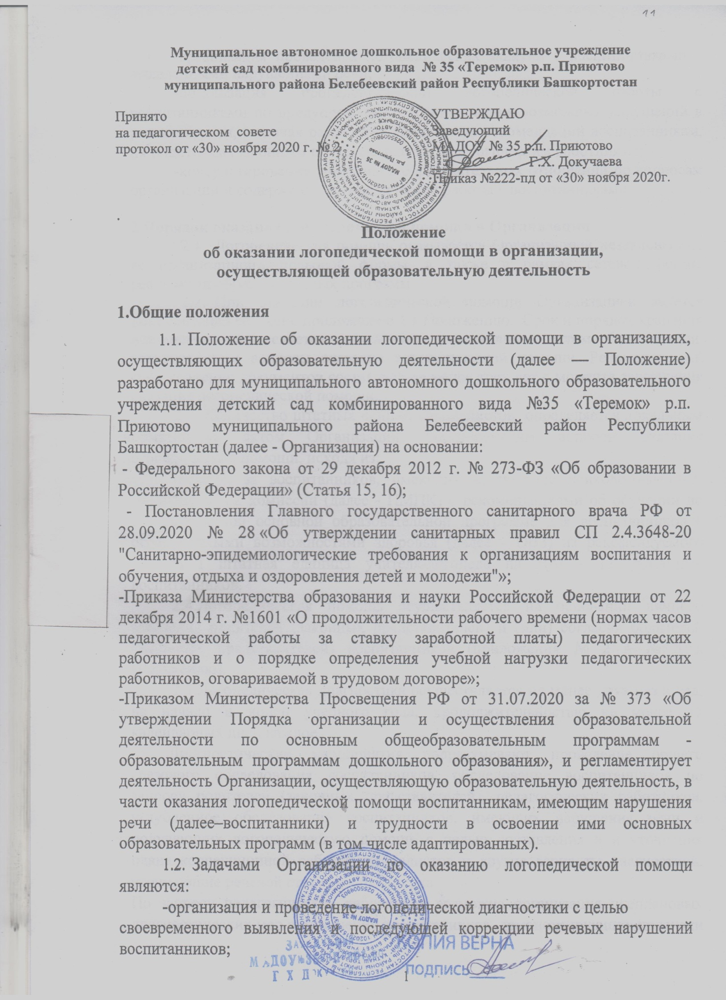 11
Муниципальное автономное дошкольное образовательное учреждение
детский сад комбинированного вида № 35 «Теремок» р.п. Приютово
муниципального района Белебеевский район Республики Башкортостан
Принято
на педагогическом совете
протокол от «30» ноября 2020 г. № 2
УТВЕРЖДАЮ
Заведующий
МАДОУ № 35 р.п. Приютово
Г.Х. Докучаева
Приказ №222-пд от «30» ноября 2020г.
МАДОУ № 35
р.п. Приютово
ИНН 0255009803
ОГРН 1020201578737
Положение
об оказании логопедической помощи в организации,
осуществляющей образовательную деятельность
1.Общие положения
1.1. Положение об оказании логопедической помощи в организациях,
осуществляющих образовательную деятельности (далее — Положение)
разработано для муниципального автономного дошкольного образовательного
учреждения детский сад комбинированного вида №35 «Теремок» р.п.
Приютово муниципального района Белебеевский район Республики
Башкортостан (далее - Организация) на основании:
- Федерального закона от 29 декабря 2012 г. № 273-ФЗ «Об образовании в
Российской Федерации» (Статья 15, 16);
- Постановления Главного государственного санитарного врача РФ от
28.09.2020 № 28 «Об утверждении санитарных правил СП 2.4.3648-20
"Санитарно-эпидемиологические требования к организациям воспитания и
обучения, отдыха и оздоровления детей и молодежи"»;
-Приказа Министерства образования и науки Российской Федерации от 22
декабря 2014 г. №1601 «О продолжительности рабочего времени (нормах часов
педагогической работы за ставку заработной платы) педагогических
работников и о порядке определения учебной нагрузки педагогических
работников, оговариваемой в трудовом договоре»;
-Приказом Министерства Просвещения РФ от 31.07.2020 за № 373 «Об
утверждении Порядка организации и осуществления образовательной
деятельности по основным общеобразовательным программам -
образовательным программам дошкольного образования», и регламентирует
деятельность Организации, осуществляющую образовательную деятельность, в
части оказания логопедической помощи воспитанникам, имеющим нарушения
речи (далее–воспитанники) и трудности в освоении ими основных
образовательных программ (в том числе адаптированных).
1.2. Задачами Организации по оказанию логопедической помощи
являются:
-организация и проведение логопедической диагностики с целью
своевременного выявления и последующей коррекции речевых нарушений
воспитанников;
ПИЯ ВЕРНА
ПОДПИСЬ
1